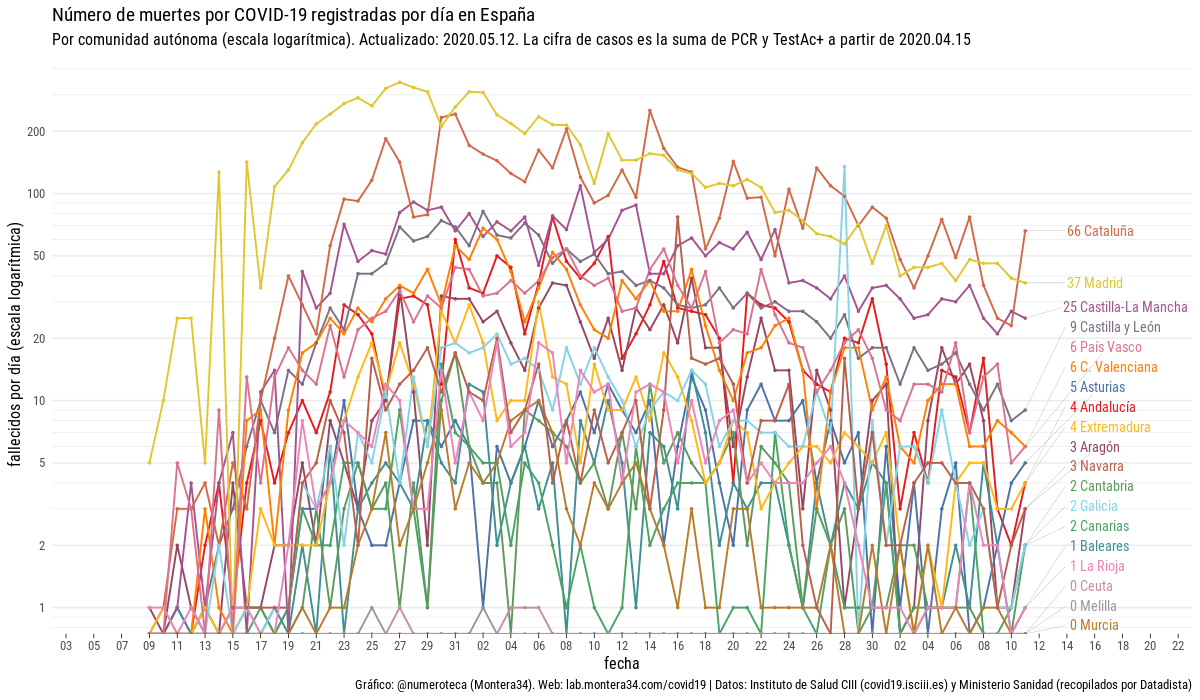 Número de muertes por COVID-19 registradas por día en España
Por comunidad autónoma (escala logarítmica). Actualizado: 2020.05.12. La cifra de casos es la suma de PCR y TestAc+ a partir de 2020.04.15
fallecidos por día (escala logarítmica)
200
100
50
20
10
5
2
1
66 Cataluña
37 Madrid
25 Castilla-La Mancha
9 Castilla y León
6 País Vasco
6 C. Valenciana
5 Asturias
4 Andalucía
4 Extremadura
3 Aragón
3 Navarra
2 Cantabria
2 Galicia
2 Canarias
1 Baleares
1 La Rioja
0 Ceuta
0 Melilla
0 Murcia
03 05 07 09 11 13 15 17 19 21 23 25 27 29 31 02 04 06 08 10 12 14 16 18 20 22 24 26 28 30 02 04 06 08 10 12 14 16 18 20 22
fecha
Gráfico: @numeroteca (Montera34). Web: lab.montera34.com/covid19 | Datos: Instituto de Salud CIII (covid19.isciii.es) y Ministerio Sanidad (recopilados por Datadista)